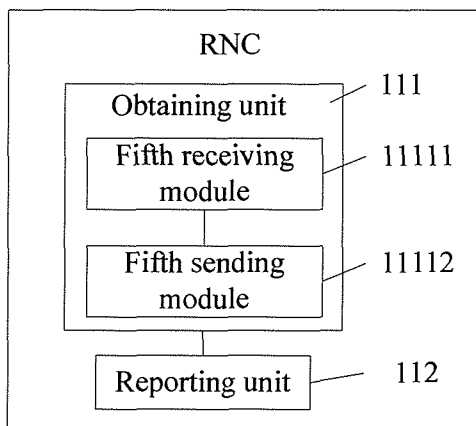 RNC
Obtaining unit
111
Fifth receiving
module
11111
Fifth sending
module
11112
Reporting unit
112